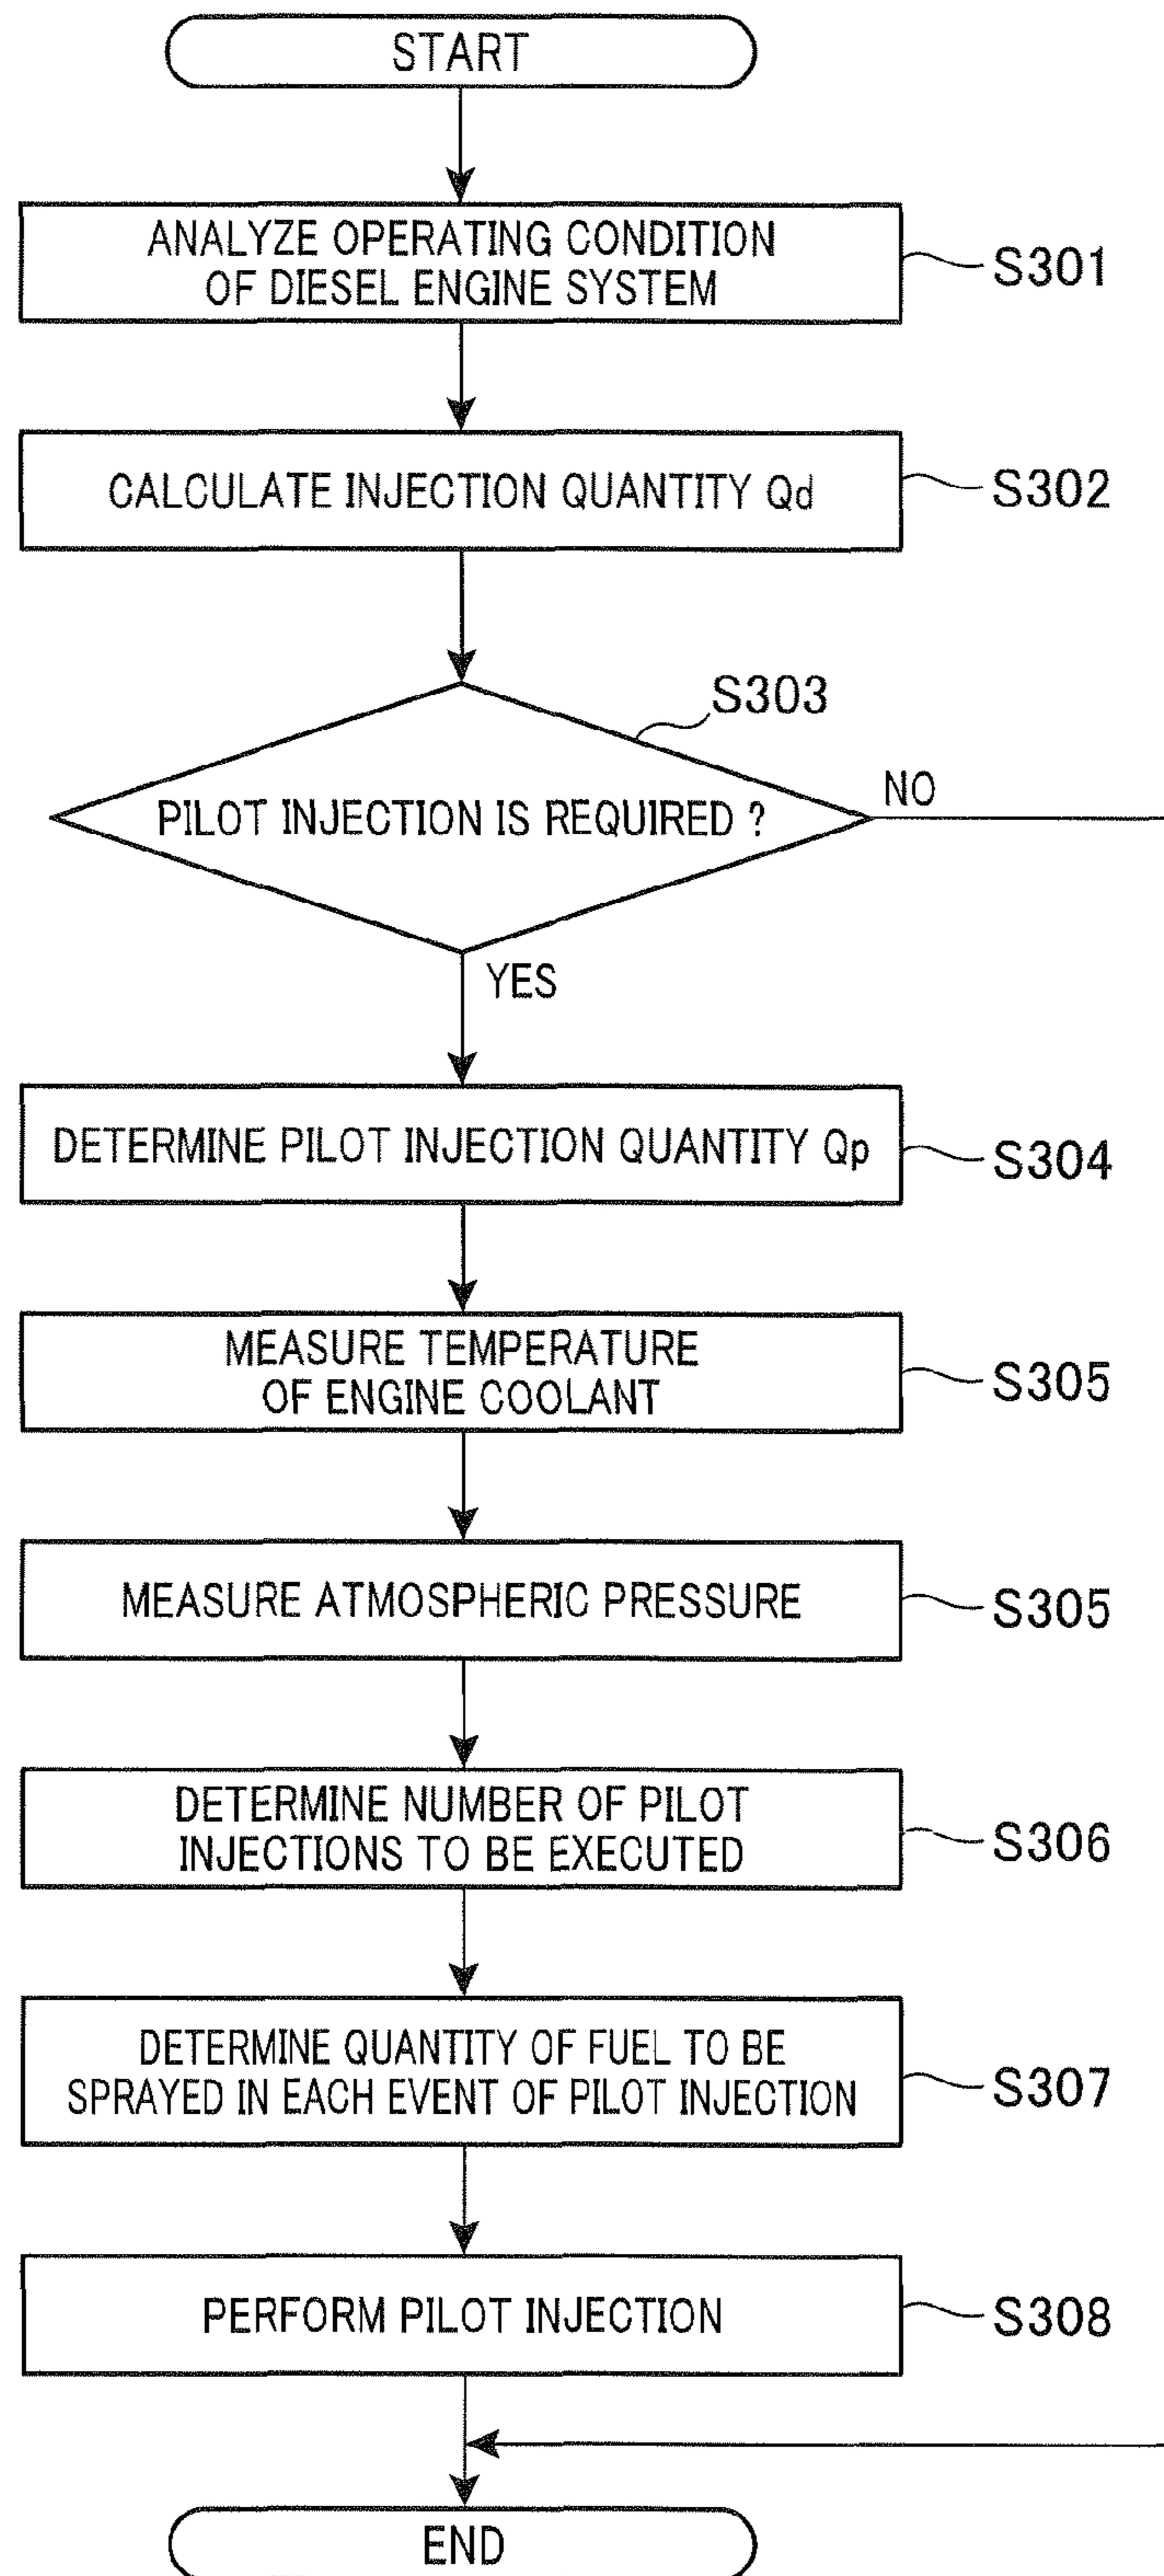 START
ANALYZE OPERATING CONDITION
OF DIESEL ENGINE SYSTEM
S301
CALCULATE INJECTION QUANTITY Qd
S302
S303
PILOT INJECTION IS REQUIRED ?
NO
YES
DETERMINE PILOT INJECTION QUANTITY Qp
S304
MEASURE TEMPERATURE
OF ENGINE COOLANT
S305
MEASURE ATMOSPHERIC PRESSURE
S305
DETERMINE NUMBER OF PILOT
INJECTIONS TO BE EXECUTED
S306
DETERMINE QUANTITY OF FUEL TO BE
SPRAYED IN EACH EVENT OF PILOT INJECTION
S307
PERFORM PILOT INJECTION
S308
END